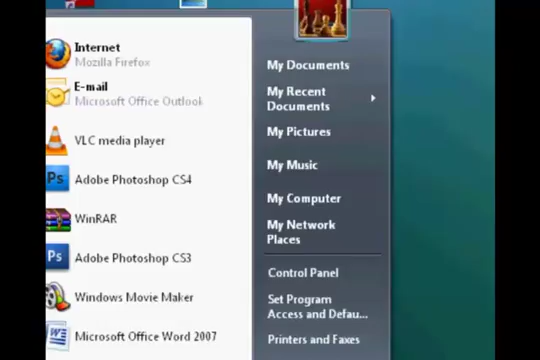 Internet
Mozilla Firefox
E-mail
Microsoft Office Outlook
VLC media player
Ps
Adobe Photoshop CS4
WinRAR
Ps
Adobe Photoshop CS3
Windows Movie Maker
W
Microsoft Office Word 2007
My Documents
My Recent
Documents
My Pictures
My Music
My Computer
My Network
Places
Control Panel
Set Program
Access and Defau...
Printers and Faxes